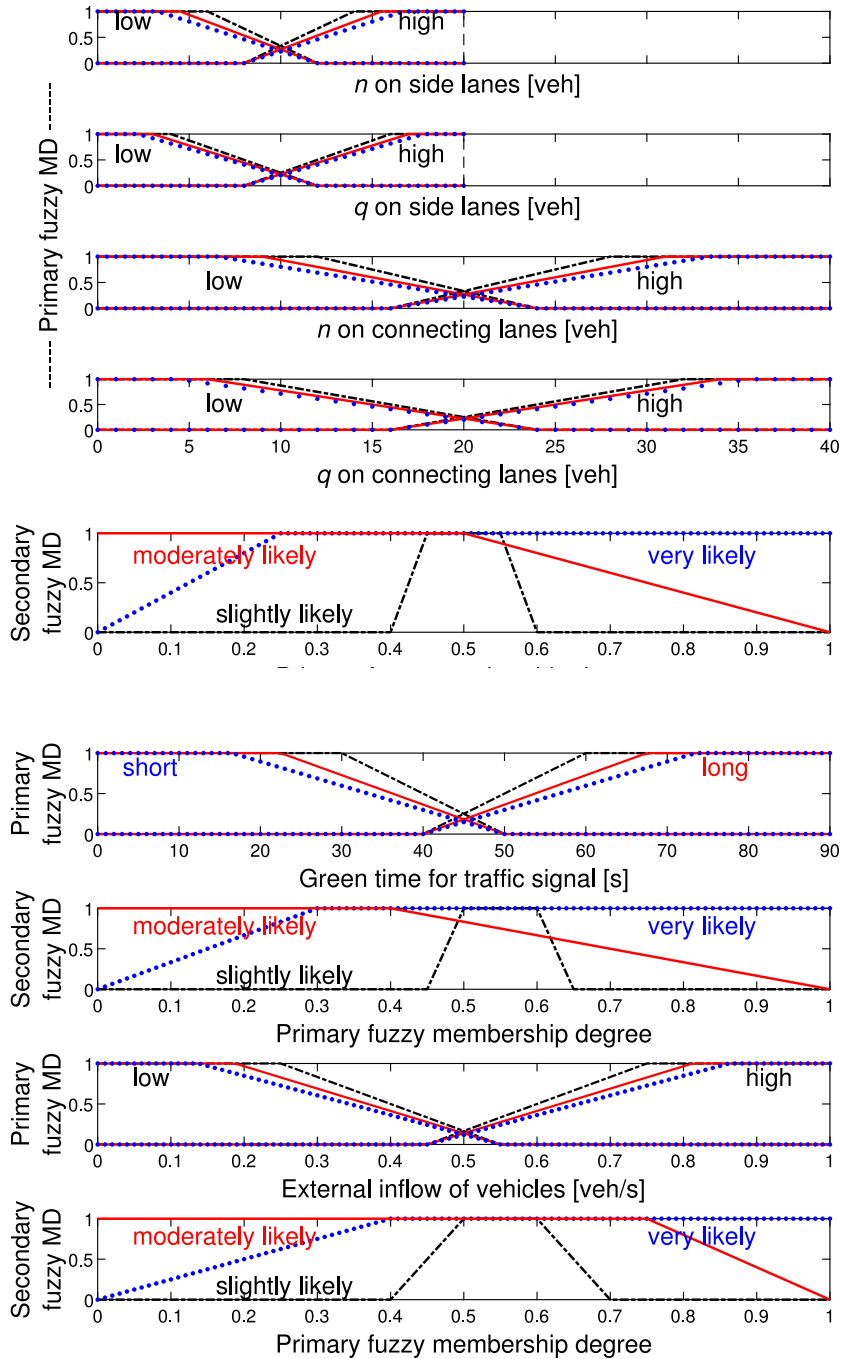 1
0.5
0
low
high
n on side lanes [veh]
1
0.5
0
low
high
q on side lanes [veh]
------ Primary fuzzy MD ------
1
0.5
0
low
high
n on connecting lanes [veh]
1
0.5
0
low
high
0 5 10 15 20 25 30 35 40
q on connecting lanes [veh]
Secondary
fuzzy MD
1
0.5
0
moderately likely
very likely
slightly likely
0 0.1 0.2 0.3 0.4 0.5 0.6 0.7 0.8 0.9 1
Primary
fuzzy MD
1
0.5
0
short
long
0 10 20 30 40 50 60 70 80 90
Green time for traffic signal [s]
Secondary
fuzzy MD
1
0.5
0
moderately likely
very likely
slightly likely
0 0.1 0.2 0.3 0.4 0.5 0.6 0.7 0.8 0.9 1
Primary fuzzy membership degree
Primary
fuzzy MD
1
0.5
0
low
high
0 0.1 0.2 0.3 0.4 0.5 0.6 0.7 0.8 0.9 1
External inflow of vehicles [veh/s]
Secondary
fuzzy MD
1
0.5
0
moderately likely
very likely
slightly likely
0 0.1 0.2 0.3 0.4 0.5 0.6 0.7 0.8 0.9 1
Primary fuzzy membership degree